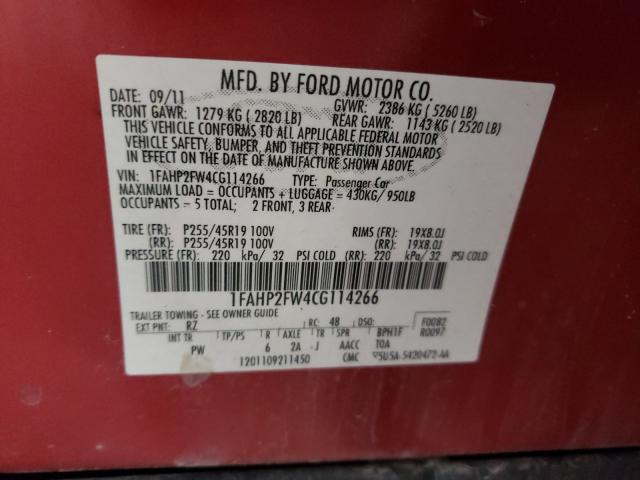 MFD. BY FORD MOTOR CO.
DATE: 09/11 GVWR: 2386 KG ( 5260 LB)
FRONT GAWR: 1279 KG ( 2820 LB) REAR GAWR: 1143 KG ( 2520 LB)
THIS VEHICLE CONFORMS TO ALL APPLICABLE FEDERAL MOTOR
VEHICLE SAFETY, BUMPER, AND THEFT PREVENTION STANDARDS
IN EFFECT ON THE DATE OF MANUFACTURE SHOWN ABOVE.
VIN: 1FAHP2FW4CG114266 TYPE: Passenger Car
MAXIMUM LOAD = OCCUPANTS + LUGGAGE = 430KG/ 950LB
OCCUPANTS = 5 TOTAL; 2 FRONT, 3 REAR
TIRE (FR): P255/45R19 100V RIMS (FR): 19X8.0J
(RR): P255/45R19 100V (RR): 19X8.0J
PRESSURE (FR): 220 kPa/ 32 PSI COLD (RR): 220 kPa/ 32 PSI COLD
1FAHP2FW4CG114266
TRAILER TOWING - SEE OWNER GUIDE F0082
EXT PNT: RZ RC: 48 DSO: R0097
INT TR TP/PS R AXLE TR SPR BPH1F
PW 6 2A J AACC TOA
1201109211450 CMC 5U5A-5420472-AA